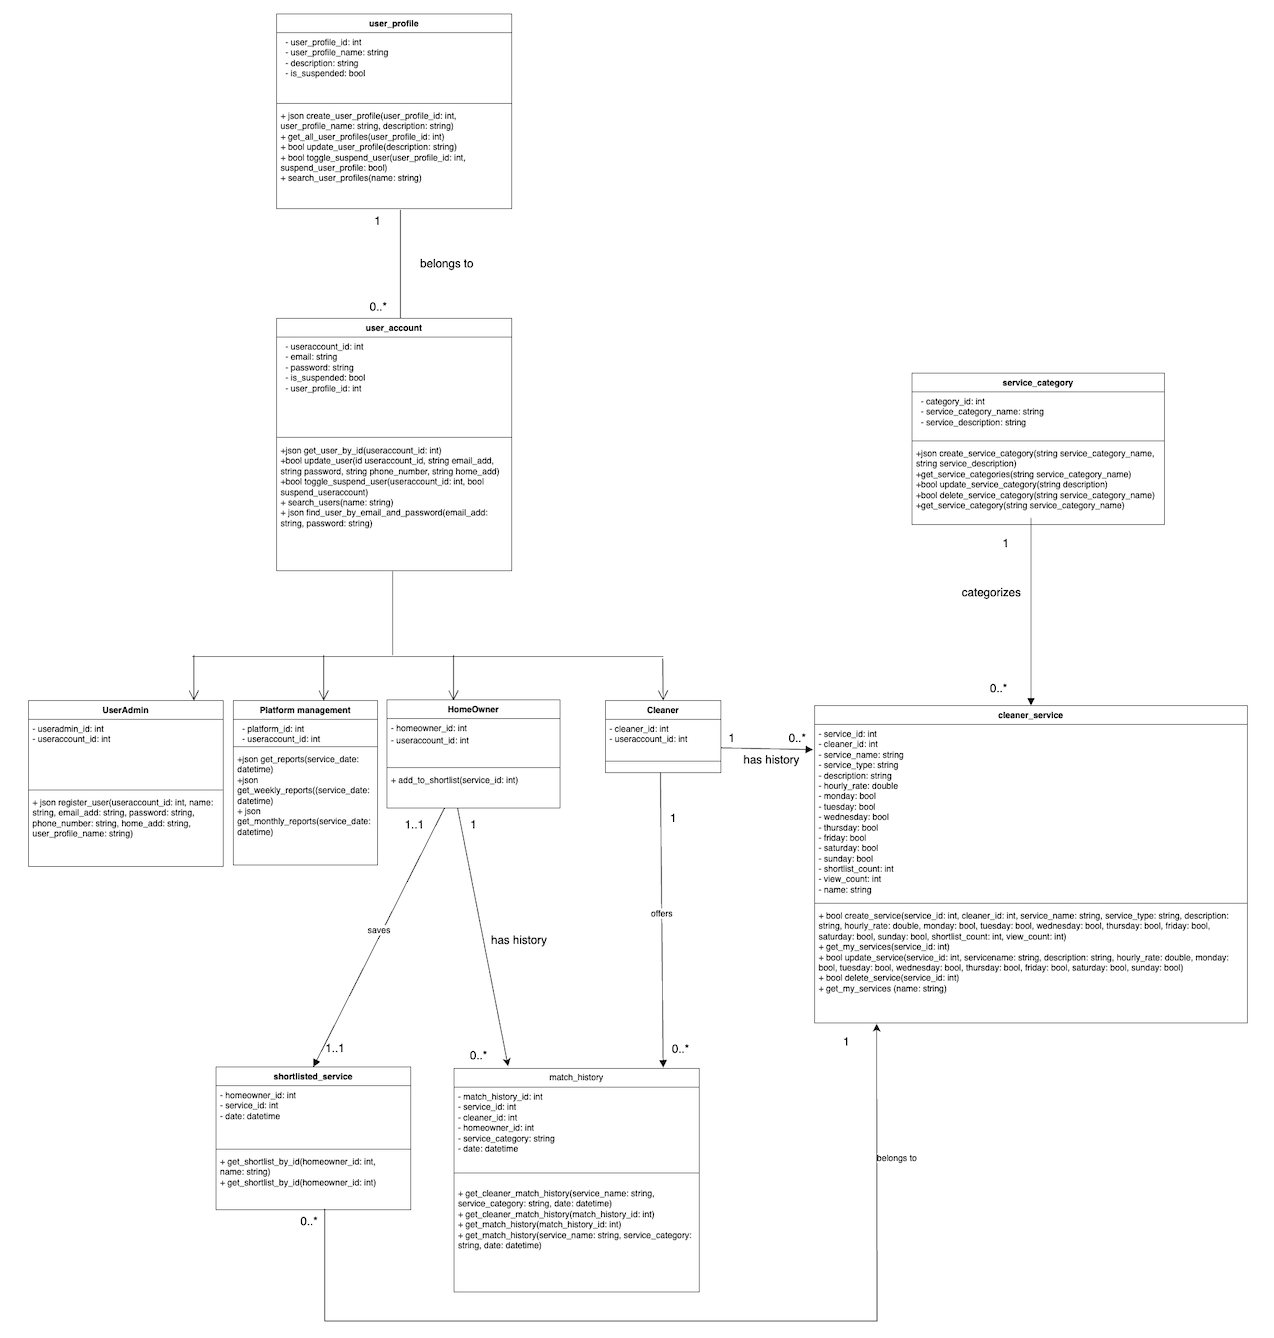 user_profile
- user_profile_id: int
- user_profile_name: string
- description: string
- is_suspended: bool
+ json create_user_profile(user_profile_id: int,
user_profile_name: string, description: string)
+ get_all_user_profiles(user_profile_id: int)
+ bool update_user_profile(description: string)
+ bool toggle_suspend_user(user_profile_id: int,
suspend_user_profile: bool)
+ search_user_profiles(name: string)
1
belongs to
0..*
user_account
- useraccount_id: int
- email: string
- password: string
- is_suspended: bool
- user_profile_id: int
+json get_user_by_id(useraccount_id: int)
+bool update_user(id useraccount_id, string email_add,
string password, string phone_number, string home_add)
+bool toggle_suspend_user(useraccount_id: int, bool
suspend_useraccount)
+ search_users(name: string)
+ json find_user_by_email_and_password(email_add:
string, password: string)
service_category
- category_id: int
- service_category_name: string
- service_description: string
+json create_service_category(string service_category_name,
string service_description)
+get_service_categories(string service_category_name)
+bool update_service_category(string description)
+bool delete_service_category(string service_category_name)
+get_service_category(string service_category_name)
1
categorizes
0..*
UserAdmin
- useradmin_id: int
- useraccount_id: int
+ json register_user(useraccount_id: int, name:
string, email_add: string, password: string,
phone_number: string, home_add: string,
user_profile_name: string)
Platform management
- platform_id: int
- useraccount_id: int
+json get_reports(service_date:
datetime)
+json
get_weekly_reports((service_date:
datetime)
+ json
get_monthly_reports(service_date:
datetime)
HomeOwner
- homeowner_id: int
- useraccount_id: int
+ add_to_shortlist(service_id: int)
Cleaner
- cleaner_id: int
- useraccount_id: int
1
0..*
has history
cleaner_service
- service_id: int
- cleaner_id: int
- service_name: string
- service_type: string
- description: string
- hourly_rate: double
- monday: bool
- tuesday: bool
- wednesday: bool
- thursday: bool
- friday: bool
- saturday: bool
- sunday: bool
- shortlist_count: int
- view_count: int
- name: string
+ bool create_service(service_id: int, cleaner_id: int, service_name: string, service_type: string, description:
string, hourly_rate: double, monday: bool, tuesday: bool, wednesday: bool, thursday: bool, friday: bool,
saturday: bool, sunday: bool, shortlist_count: int, view_count: int)
+ get_my_services(service_id: int)
+ bool update_service(service_id: int, servicename: string, description: string, hourly_rate: double, monday:
bool, tuesday: bool, wednesday: bool, thursday: bool, friday: bool, saturday: bool, sunday: bool)
+ bool delete_service(service_id: int)
+ get_my_services (name: string)
1..1
saves
1..1
1
has history
0..*
1
offers
0..*
shortlisted_service
- homeowner_id: int
- service_id: int
- date: datetime
+ get_shortlist_by_id(homeowner_id: int,
name: string)
+ get_shortlist_by_id(homeowner_id: int)
0..*
match_history
- match_history_id: int
- service_id: int
- cleaner_id: int
- homeowner_id: int
- service_category: string
- date: datetime
+ get_cleaner_match_history(service_name: string,
service_category: string, date: datetime)
+ get_cleaner_match_history(match_history_id: int)
+ get_match_history(match_history_id: int)
+ get_match_history(service_name: string, service_category:
string, date: datetime)
1
belongs to